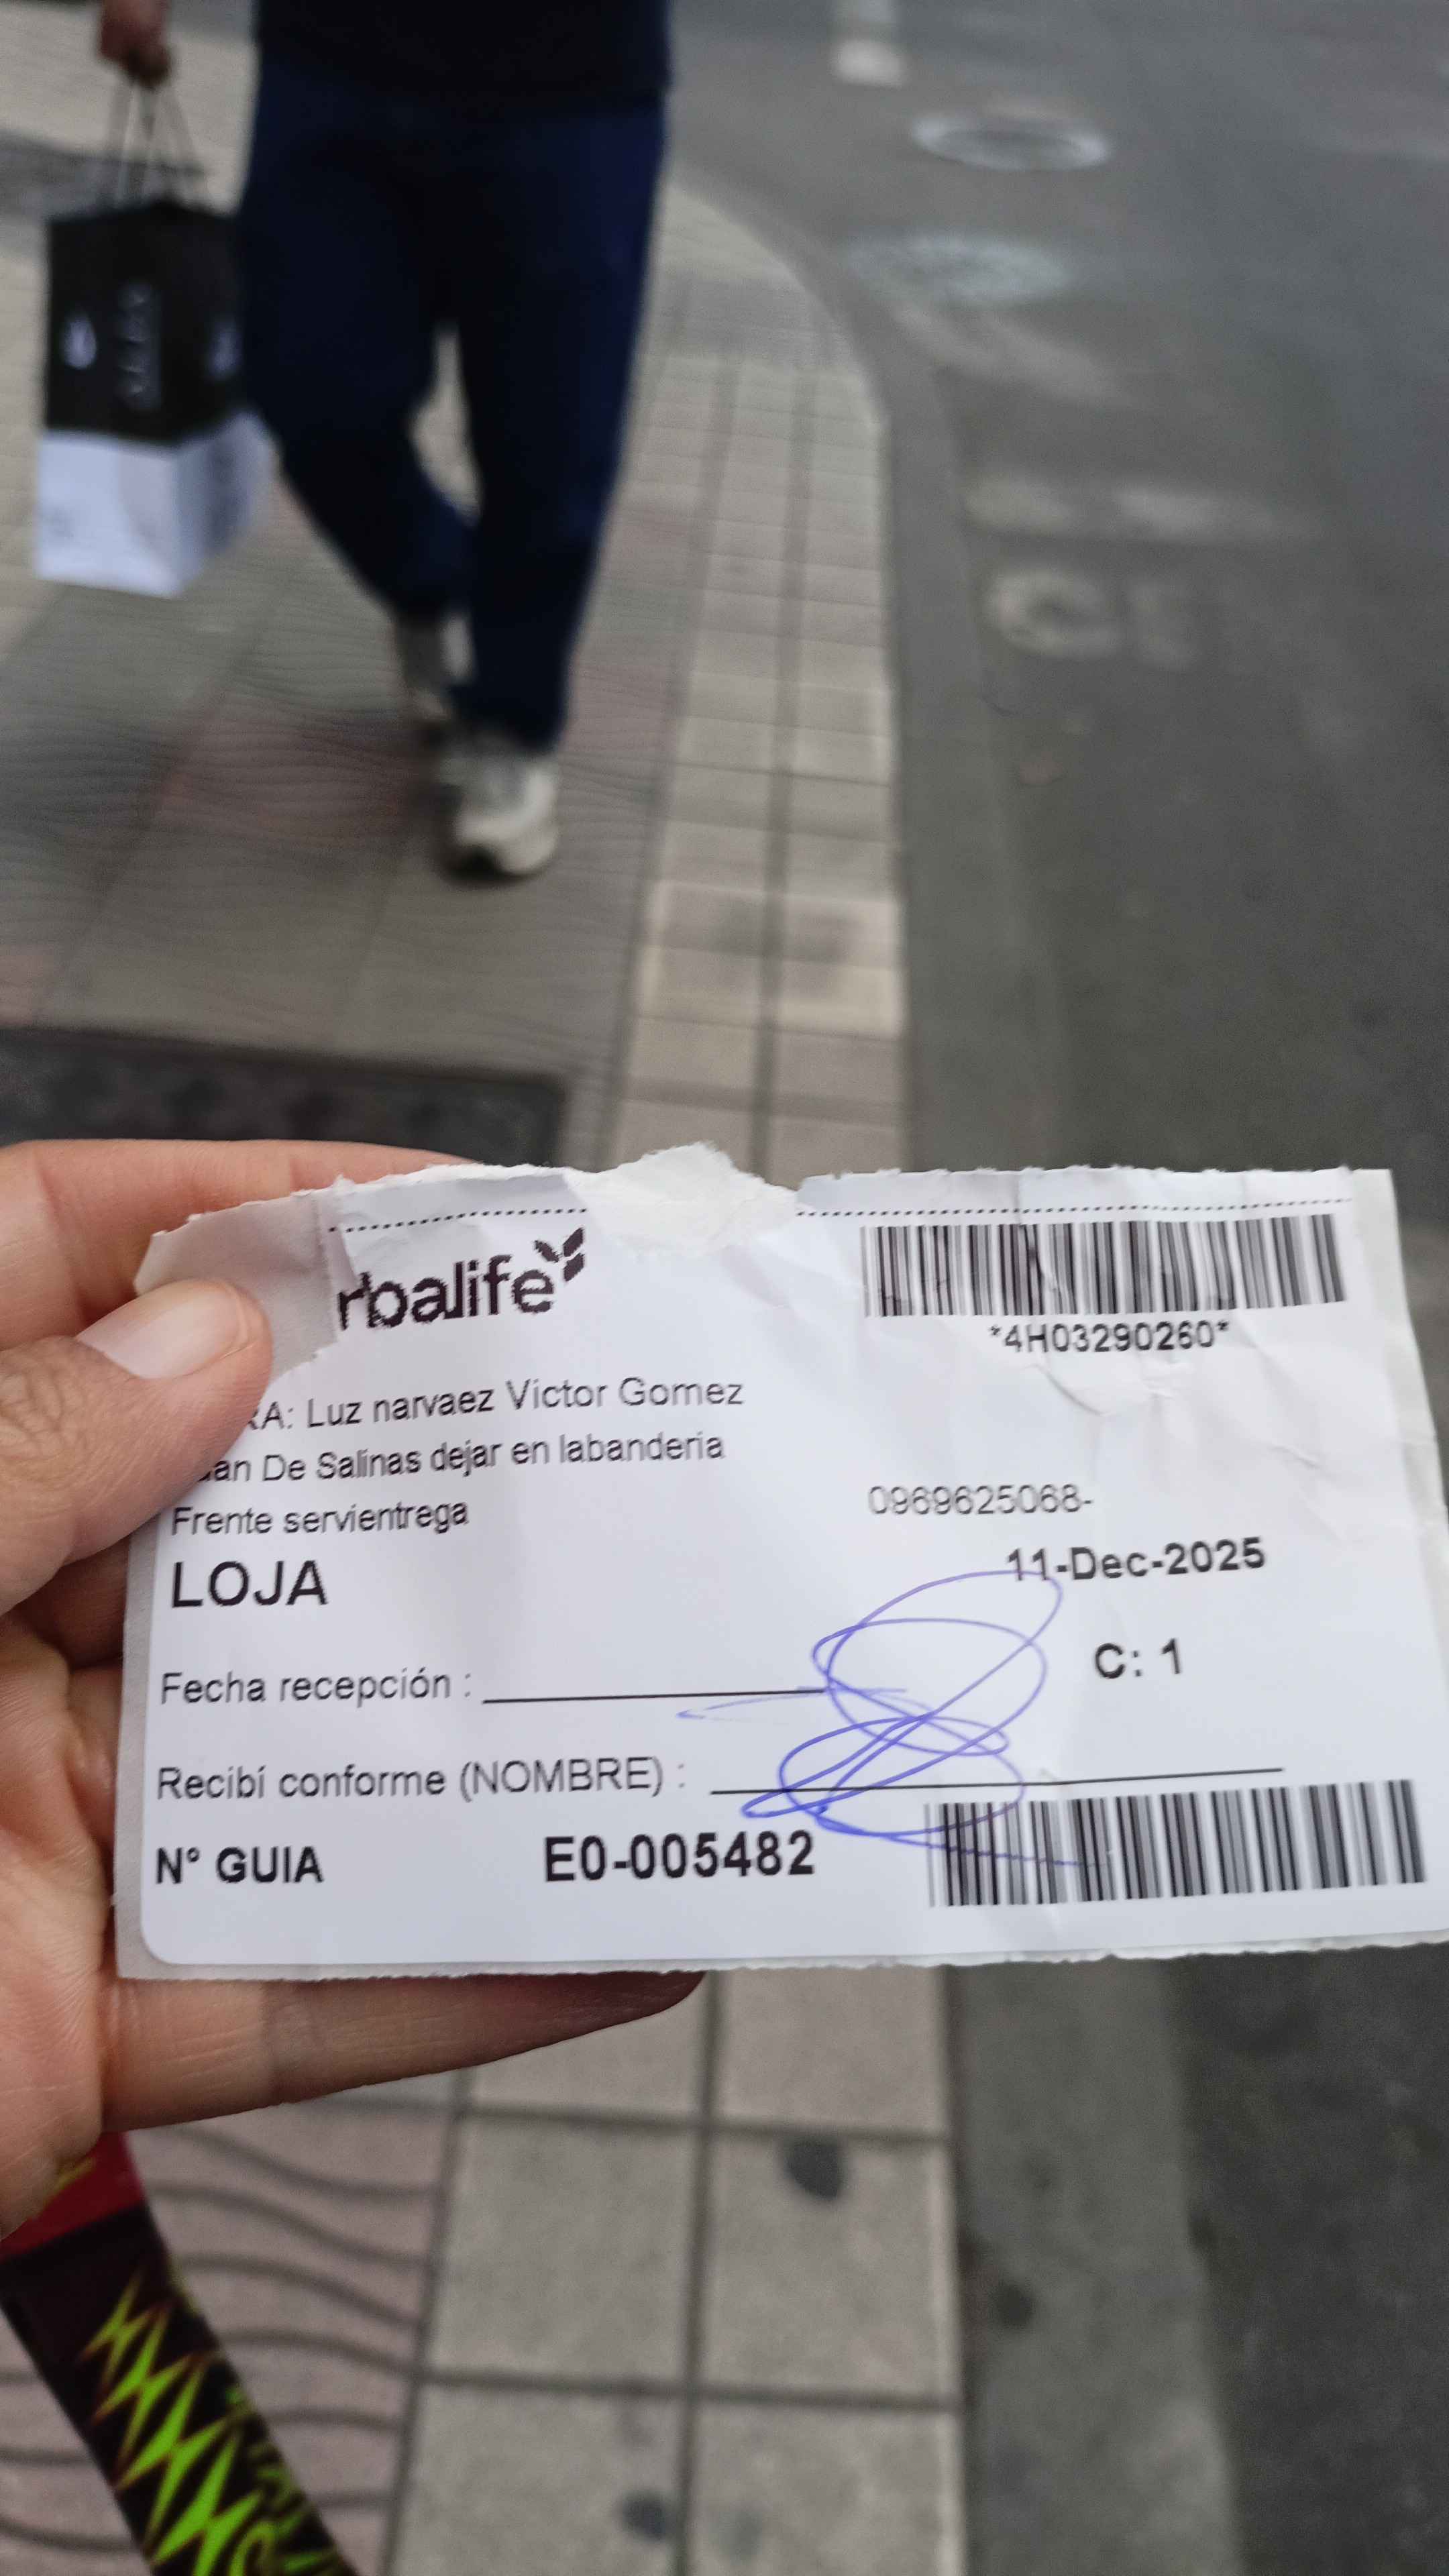 rbalife
*4H03290260*
RA: Luz narvaez Victor Gomez
an De Salinas dejar en labanderia
Frente servientrega
0969625068-
LOJA
11-Dec-2025
C: 1
Fecha recepción :
Recibí conforme (NOMBRE) :
N° GUIA E0-005482